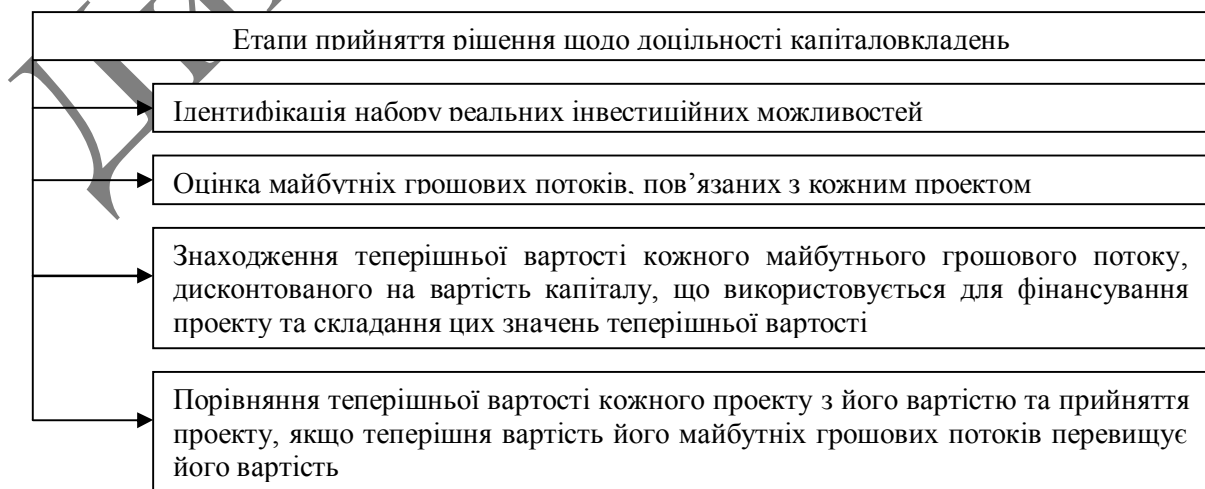 Етапи прийняття рішення щодо доцільності капіталовкладень
Ідентифікація набору реальних інвестиційних можливостей
Оцінка майбутніх грошових потоків, пов’язаних з кожним проектом
Знаходження теперішньої вартості кожного майбутнього грошового потоку,
дисконтованого на вартість капіталу, що використовується для фінансування
проекту та складання цих значень теперішньої вартості
Порівняння теперішньої вартості кожного проекту з його вартістю та прийняття
проекту, якщо теперішня вартість його майбутніх грошових потоків перевищує
його вартість